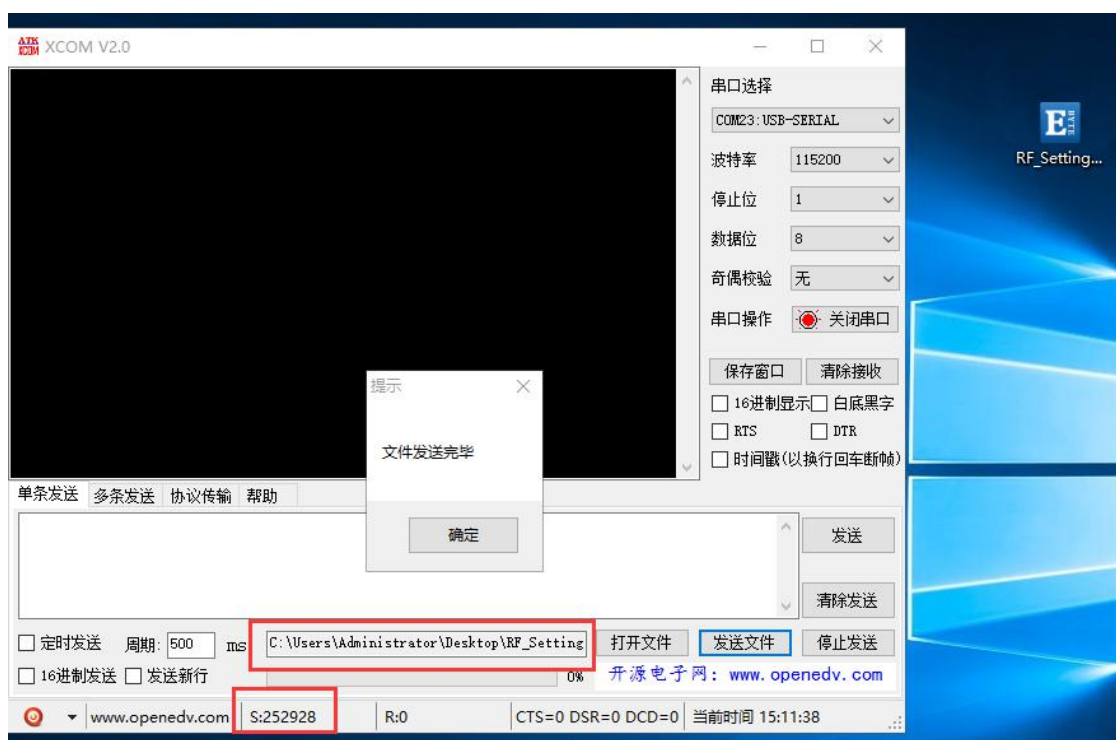 ATK XCOM XCOM V2.0
串口选择
COM23:USB-SERIAL
波特率 115200
停止位 1
数据位 8
奇偶校验 无
串口操作 关闭串口
保存窗口 清除接收
16进制显示 白底黑字
RTS DTR
时间戳(以换行回车断帧)
E BYTE
RF_Setting...
提示
文件发送完毕
确定
单条发送 多条发送 协议传输 帮助
发送
清除发送
定时发送 周期: 500 ms C:\Users\Administrator\Desktop\RF_Setting 打开文件 发送文件 停止发送
16进制发送 发送新行 0% 开源电子网: www.openedv.com
www.openedv.com S:252928 R:0 CTS=0 DSR=0 DCD=0 当前时间 15:11:38